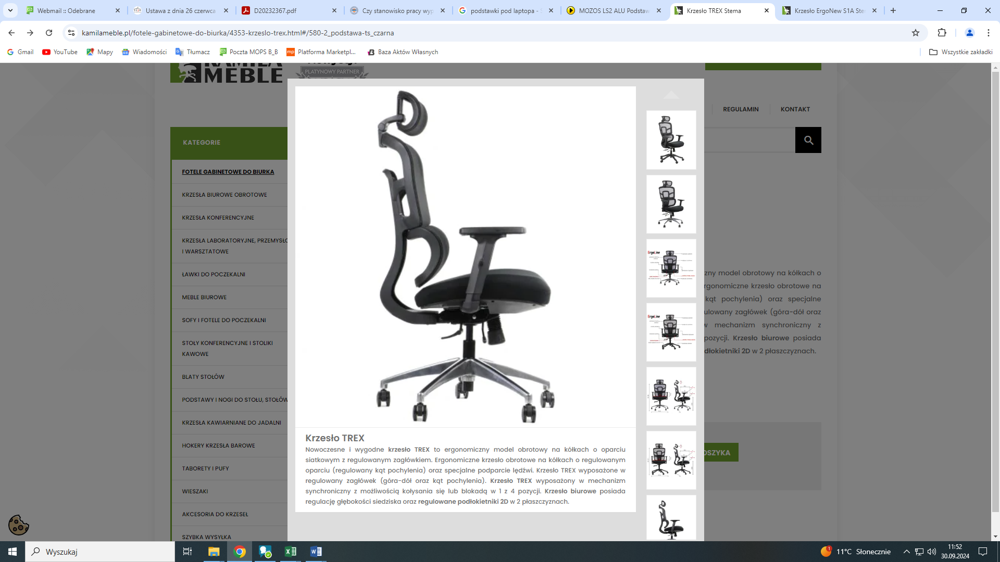 Webmail :: Odebrane
Ustawa z dnia 26 czerwca
D20232367.pdf
Czy stanowisko pracy wyp
podstawki pod laptopa - S
MOZOS LS2 ALU Podstaw
Krzesło TREX Stema
Krzesło ErgoNew S1A Ste
kamilameble.pl/fotele-gabinetowe-do-biurka/4353-krzeslo-trex.html#/580-2_podstawa-ts_czarna
Gmail
YouTube
Mapy
Wiadomości
Tłumacz
Poczta MOPS B_B
Platforma Marketpl...
Baza Aktów Własnych
Wszystkie zakładki
MEBLE
PLATYNOWY PARTNER
REGULAMIN
KONTAKT
KATEGORIE
FOTELE GABINETOWE DO BIURKA
KRZESŁA BIUROWE OBROTOWE
KRZESŁA KONFERENCYJNE
KRZESŁA LABORATORYJNE, PRZEMYSŁO
I WARSZTATOWE
ŁAWKI DO POCZEKALNI
MEBLE BIUROWE
SOFY I FOTELE DO POCZEKALNI
STOŁY KONFERENCYJNE I STOLIKI
KAWOWE
BLATY STOŁÓW
PODSTAWY I NOGI DO STOŁU, STOŁÓW
KRZESŁA KAWIARNIANE DO JADALNI
HOKERY KRZESŁA BAROWE
TABORETY I PUFY
WIESZAKI
AKCESORIA DO KRZESEŁ
SZYBKA WYSYŁKA
ErgoLine
ErgoLine
zny model obrotowy na kółkach o
rgonomiczne krzesło obrotowe na
kąt pochylenia) oraz specjalne
ulowany zagłówek (góra-dół oraz
w mechanizm synchroniczny z
pozycji. Krzesło biurowe posiada
dłokietniki 2D w 2 płaszczyznach.
OSZYKA
Krzesło TREX
Nowoczesne i wygodne krzesło TREX to ergonomiczny model obrotowy na kółkach o oparciu
siatkowym z regulowanym zagłówkiem. Ergonomiczne krzesło obrotowe na kółkach o regulowanym
oparciu (regulowany kąt pochylenia) oraz specjalne podparcie lędźwi. Krzesło TREX wyposażone w
regulowany zagłówek (góra-dół oraz kąt pochylenia). Krzesło TREX wyposażony w mechanizm
synchroniczny z możliwością kołysania się lub blokadą w 1 z 4 pozycji. Krzesło biurowe posiada
regulację głębokości siedziska oraz regulowane podłokietniki 2D w 2 płaszczyznach.
Wyszukaj
1
11°C Słonecznie
11:52
30.09.2024